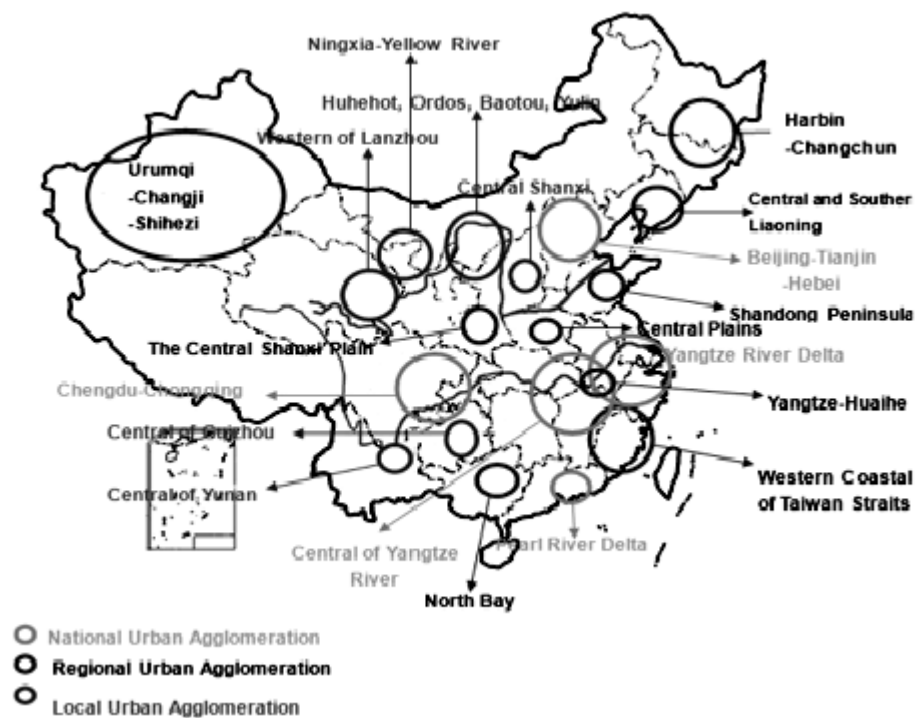 Ningxia-Yellow River
Huhehot, Ordos, Baotou, Yulin
Western of Lanzhou
Harbin
-Changchun
Urumqi
-Changji
-Shihezi
Central Shanxi
Central and Southern
Liaoning
Beijing-Tianjin
-Hebei
Shandong Peninsula
Central Plains
The Central Shanxi Plain
Yangtze River Delta
Chengdu-Chongqing
Yangtze-Huaihe
Central of Guizhou
Western Coastal
of Taiwan Straits
Central of Yunan
Pearl River Delta
Central of Yangtze
River
North Bay
National Urban Agglomeration
Regional Urban Agglomeration
Local Urban Agglomeration